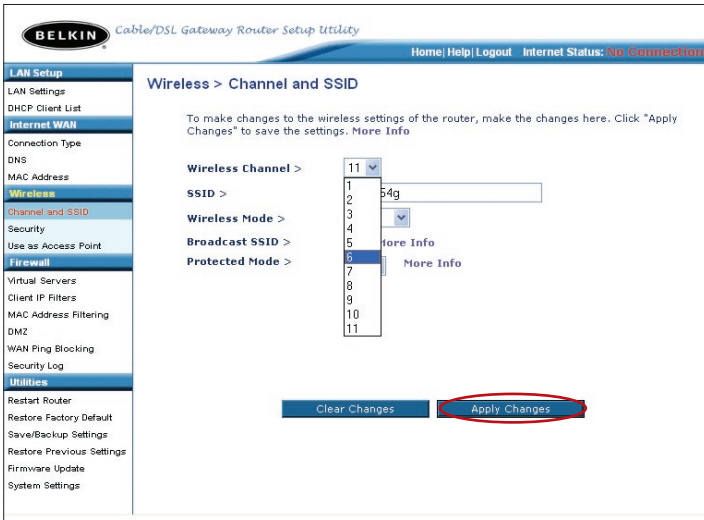 BELKIN
Cable/DSL Gateway Router Setup Utility
Home| Help| Logout Internet Status: No Connection
LAN Setup
LAN Settings
DHCP Client List
Internet WAN
Connection Type
DNS
MAC Address
Wireless
Channel and SSID
Security
Use as Access Point
Firewall
Virtual Servers
Client IP Filters
MAC Address Filtering
DMZ
WAN Ping Blocking
Security Log
Utilities
Restart Router
Restore Factory Default
Save/Backup Settings
Restore Previous Settings
Firmware Update
System Settings
Wireless > Channel and SSID
To make changes to the wireless settings of the router, make the changes here. Click "Apply
Changes" to save the settings. More Info
Wireless Channel > 11
SSID > 54g
Wireless Mode >
Broadcast SSID > More Info
Protected Mode > More Info
1
2
3
4
5
6
7
8
9
10
11
Clear Changes Apply Changes